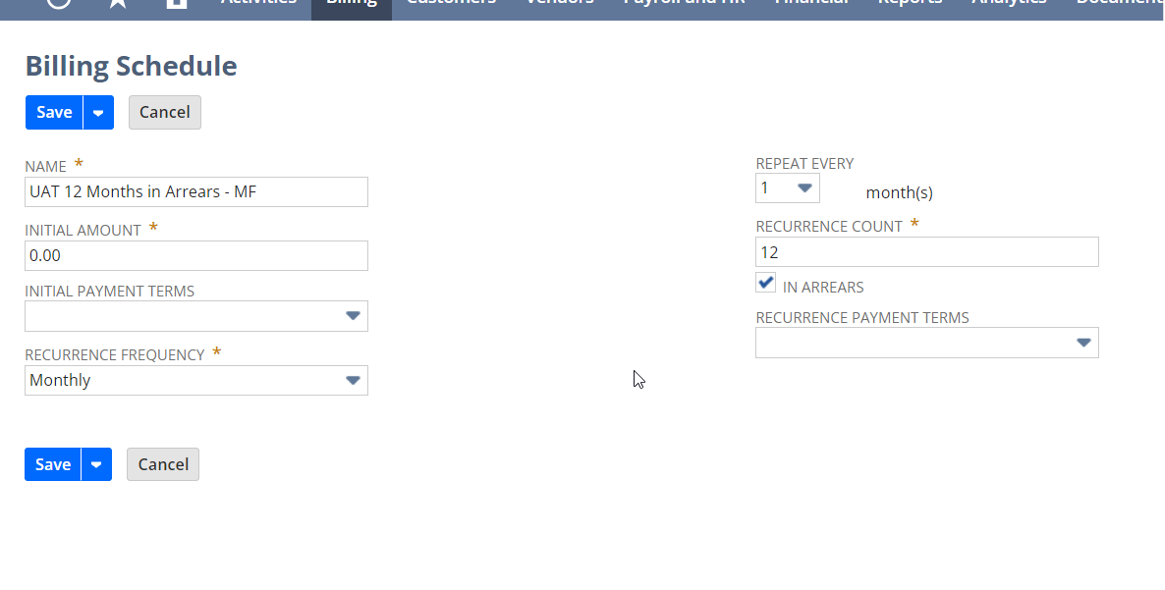 Activities Billing Customers Vendors Payroll and HR Financial Reports Analytics Document
Billing Schedule
Save Cancel
NAME *
UAT 12 Months in Arrears - MF
INITIAL AMOUNT *
0.00
INITIAL PAYMENT TERMS
RECURRENCE FREQUENCY *
Monthly
REPEAT EVERY
1 month(s)
RECURRENCE COUNT *
12
IN ARREARS
RECURRENCE PAYMENT TERMS
Save Cancel